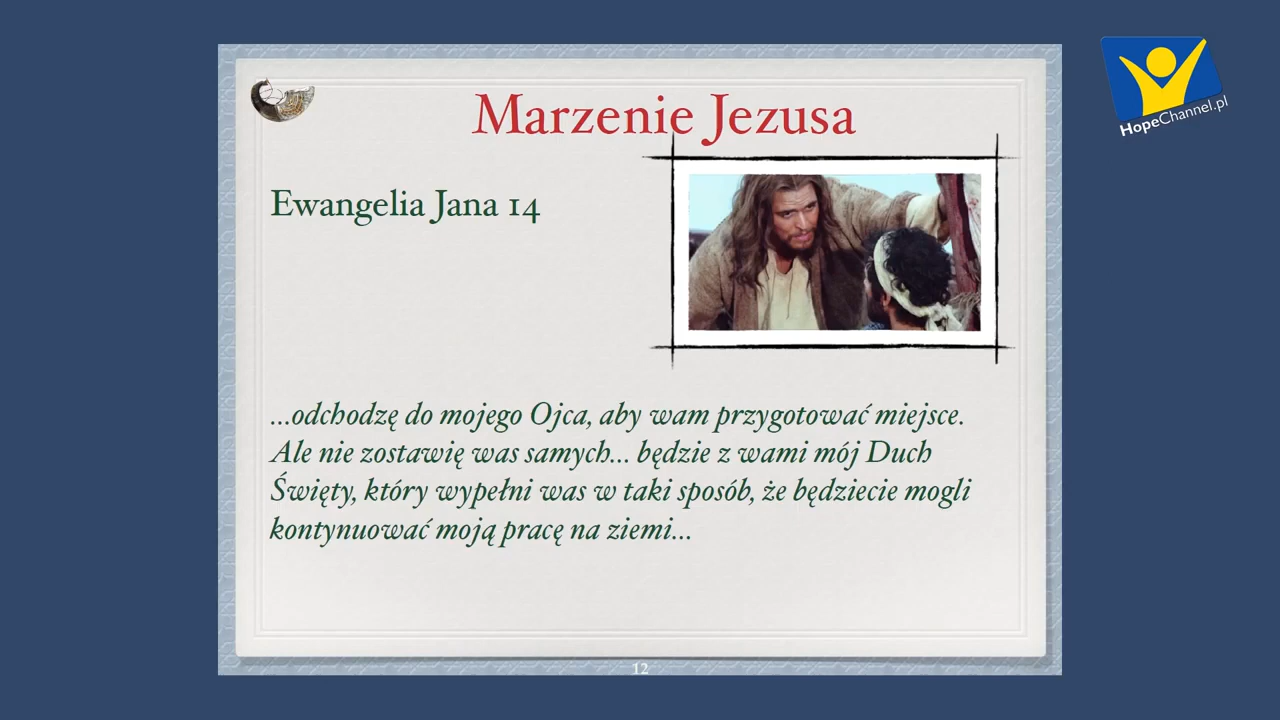 Marzenie Jezusa
Ewangelia Jana 14
...odchodzę do mojego Ojca, aby wam przygotować miejsce.
Ale nie zostawię was samych... będzie z wami mój Duch
Święty, który wypełni was w taki sposób, że będziecie mogli
kontynuować moją pracę na ziemi...
12
HopeChannel.pl